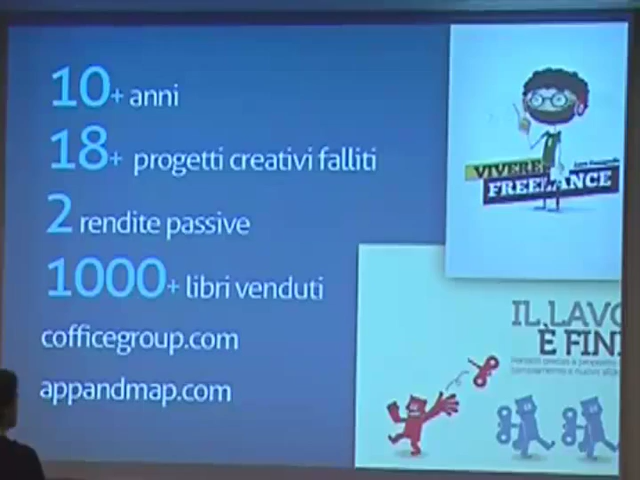 10+ anni
18+ progetti creativi falliti
2 rendite passive
1000+ libri venduti
cofficegroup.com
appandmap.com
VIVERE
FREELANCE
IL LAVO
È FIN